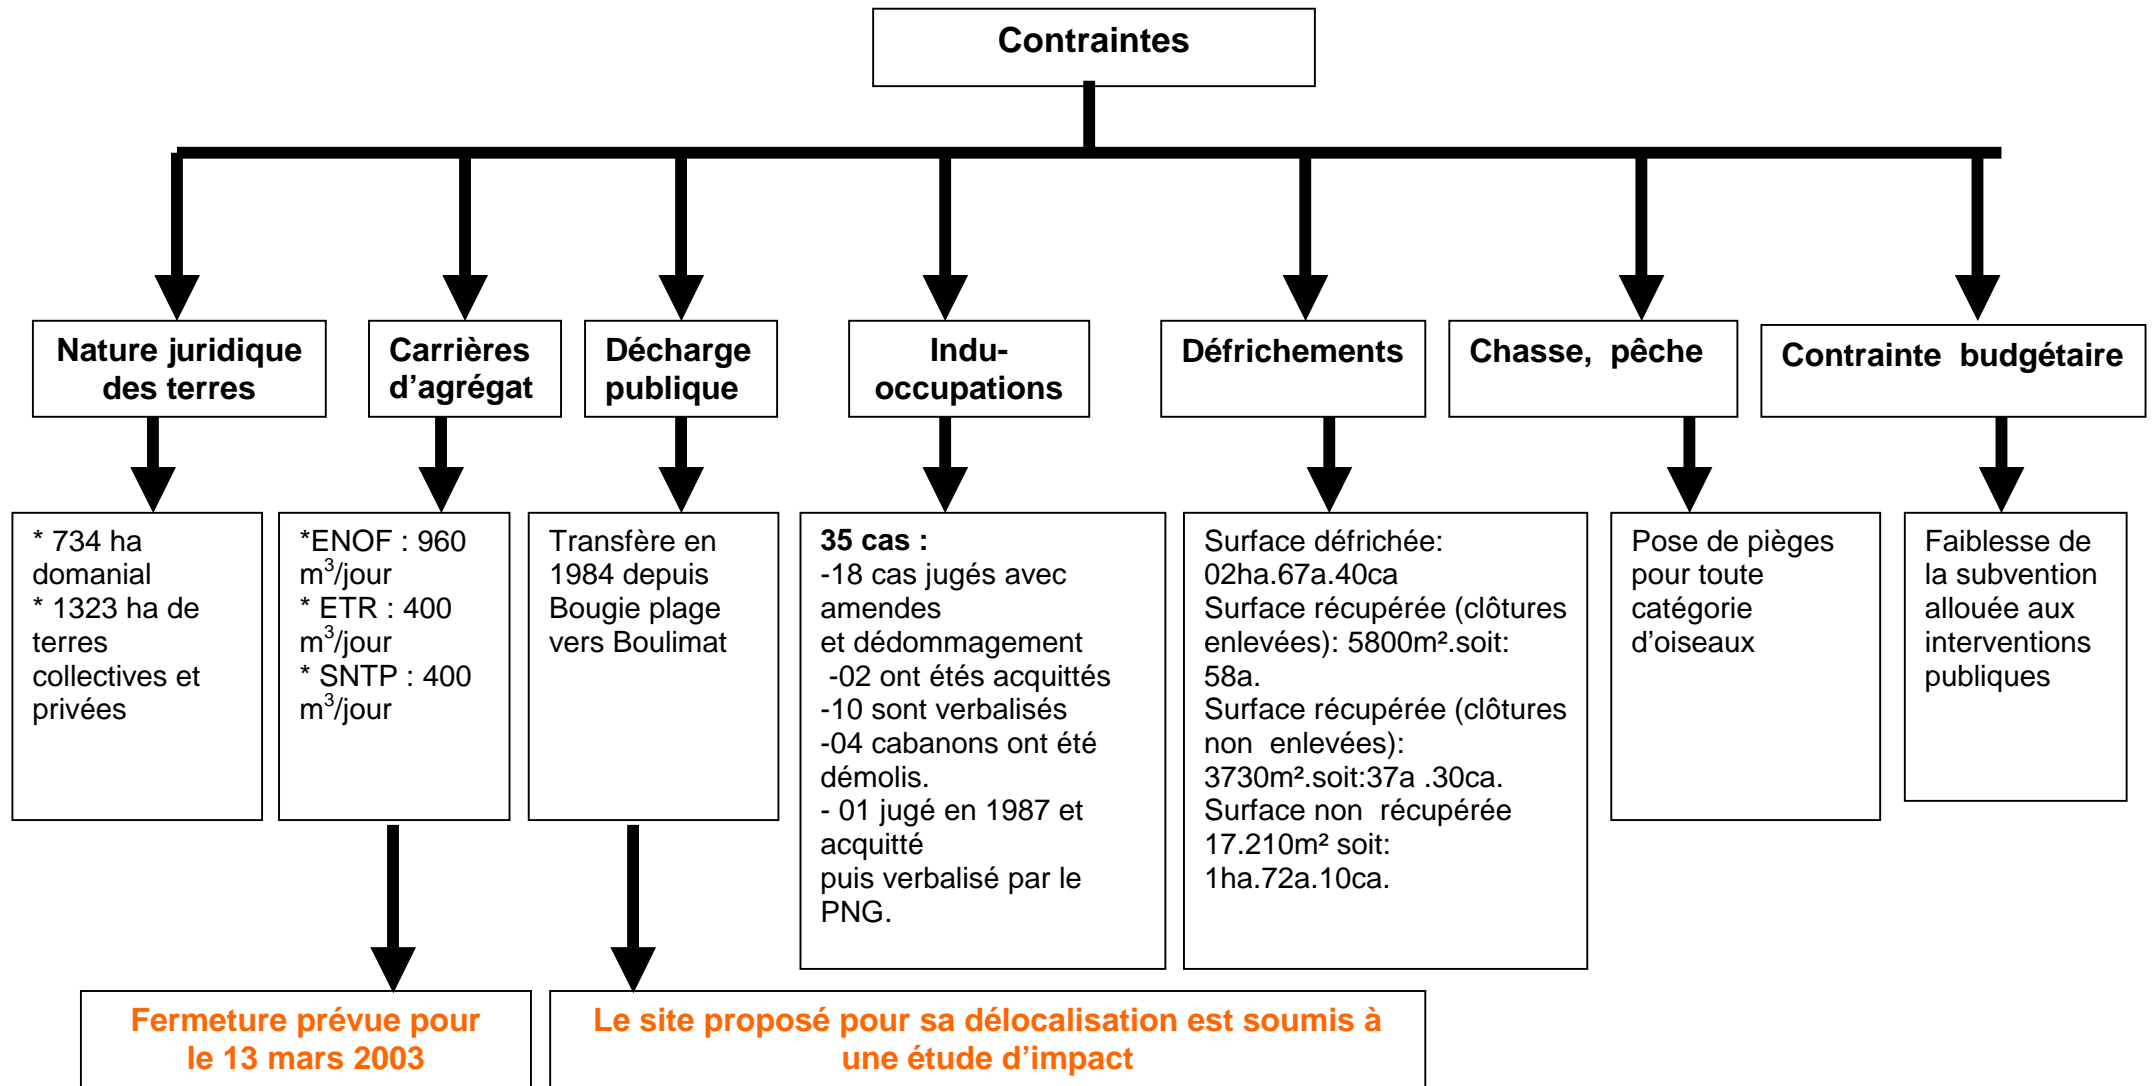 Contraintes
Nature juridique
des terres
Carrières
d’agrégat
Décharge
publique
Indu-
occupations
Défrichements
Chasse, pêche
Contrainte budgétaire
* 734 ha
domanial
* 1323 ha de
terres
collectives et
privées
*ENOF : 960
m³/jour
* ETR : 400
m³/jour
* SNTP : 400
m³/jour
Transfère en
1984 depuis
Bougie plage
vers Boulimat
35 cas :
-18 cas jugés avec
amendes
et dédommagement
-02 ont étés acquittés
-10 sont verbalisés
-04 cabanons ont été
démolis.
- 01 jugé en 1987 et
acquitté
puis verbalisé par le
PNG.
Surface défrichée:
02ha.67a.40ca
Surface récupérée (clôtures
enlevées): 5800m².soit:
58a.
Surface récupérée (clôtures
non enlevées):
3730m².soit:37a .30ca.
Surface non récupérée
17.210m² soit:
1ha.72a.10ca.
Pose de pièges
pour toute
catégorie
d’oiseaux
Faiblesse de
la subvention
allouée aux
interventions
publiques
Fermeture prévue pour
le 13 mars 2003
Le site proposé pour sa délocalisation est soumis à
une étude d’impact